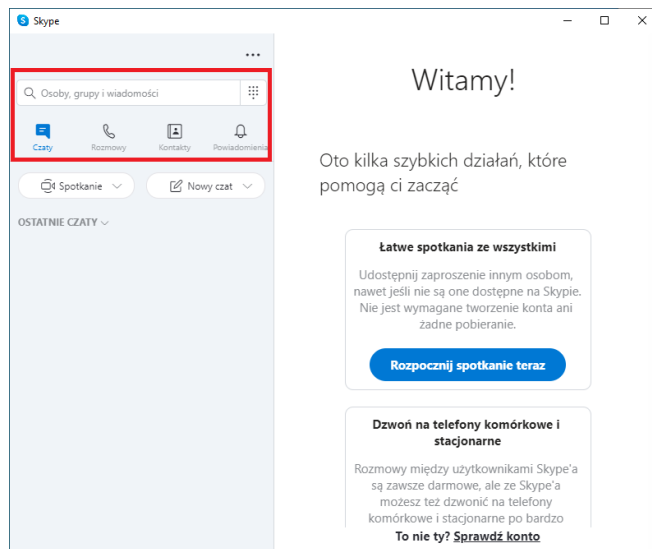 Skype
Witamy!
Osoby, grupy i wiadomości
Czaty
Rozmowy
Kontakty
Powiadomienia
Spotkanie
Nowy czat
OSTATNIE CZATY
Oto kilka szybkich działań, które
pomogą ci zacząć
Łatwe spotkania ze wszystkimi
Udostępnij zaproszenie innym osobom,
nawet jeśli nie są one dostępne na Skypie.
Nie jest wymagane tworzenie konta ani
żadne pobieranie.
Rozpocznij spotkanie teraz
Dzwoń na telefony komórkowe i
stacjonarne
Rozmowy między użytkownikami Skype'a
są zawsze darmowe, ale ze Skype'a
możesz też dzwonić na telefony
komórkowe i stacjonarne po bardzo
To nie ty? Sprawdź konto